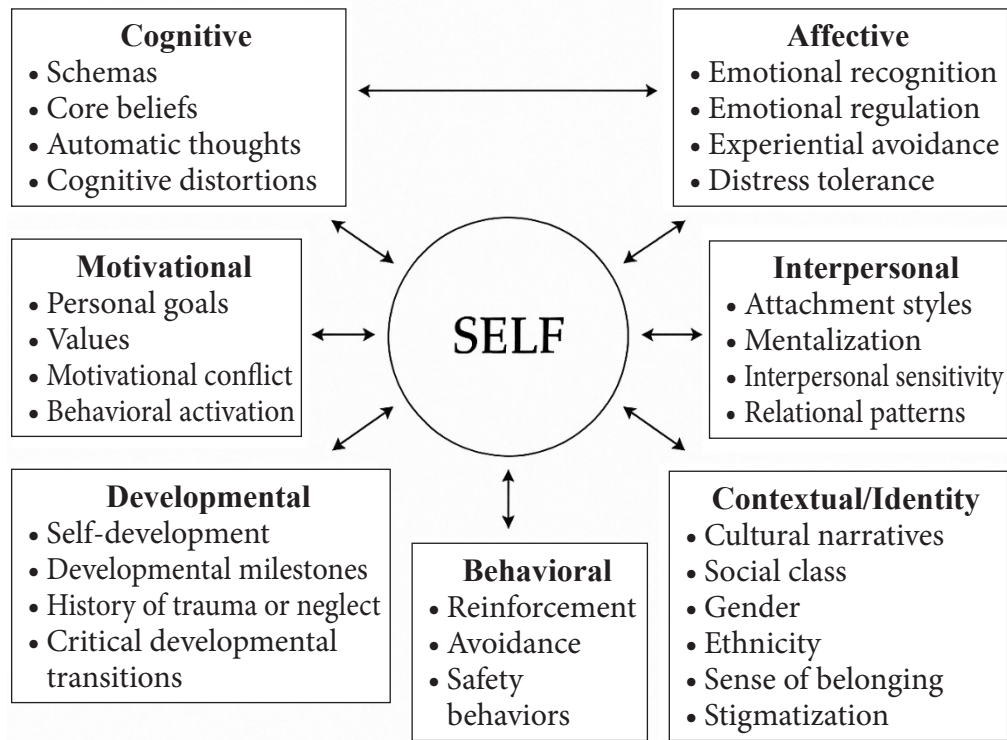 Cognitive
• Schemas
• Core beliefs
• Automatic thoughts
• Cognitive distortions
Affective
• Emotional recognition
• Emotional regulation
• Experiential avoidance
• Distress tolerance
Motivational
• Personal goals
• Values
• Motivational conflict
• Behavioral activation
SELF
Interpersonal
• Attachment styles
• Mentalization
• Interpersonal sensitivity
• Relational patterns
Developmental
• Self-development
• Developmental milestones
• History of trauma or neglect
• Critical developmental
transitions
Behavioral
• Reinforcement
• Avoidance
• Safety
behaviors
Contextual/Identity
• Cultural narratives
• Social class
• Gender
• Ethnicity
• Sense of belonging
• Stigmatization